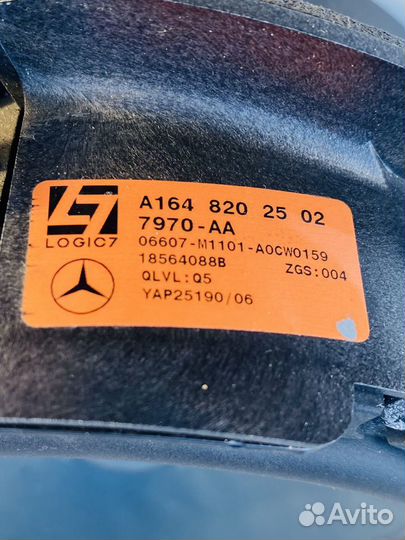 A164 820 25 02
7970-AA
LOGIC7
06607-M1101-A0CW0159
18564088B ZGS:004
QLVL:Q5
YAP25190/06
Avito